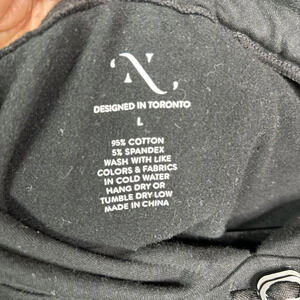 'N,
DESIGNED IN TORONTO
L
95% COTTON
5% SPANDEX
WASH WITH LIKE
COLORS & FABRICS
IN COLD WATER
HANG DRY OR
TUMBLE DRY LOW
MADE IN CHINA